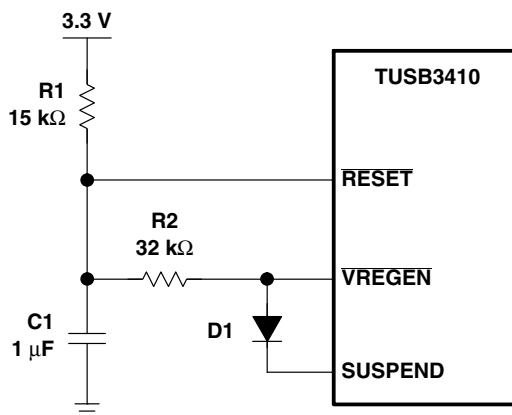 3.3 V
TUSB3410
R1
15 kΩ
RESET
R2
32 kΩ
VREGEN
C1
1 μF
D1
SUSPEND